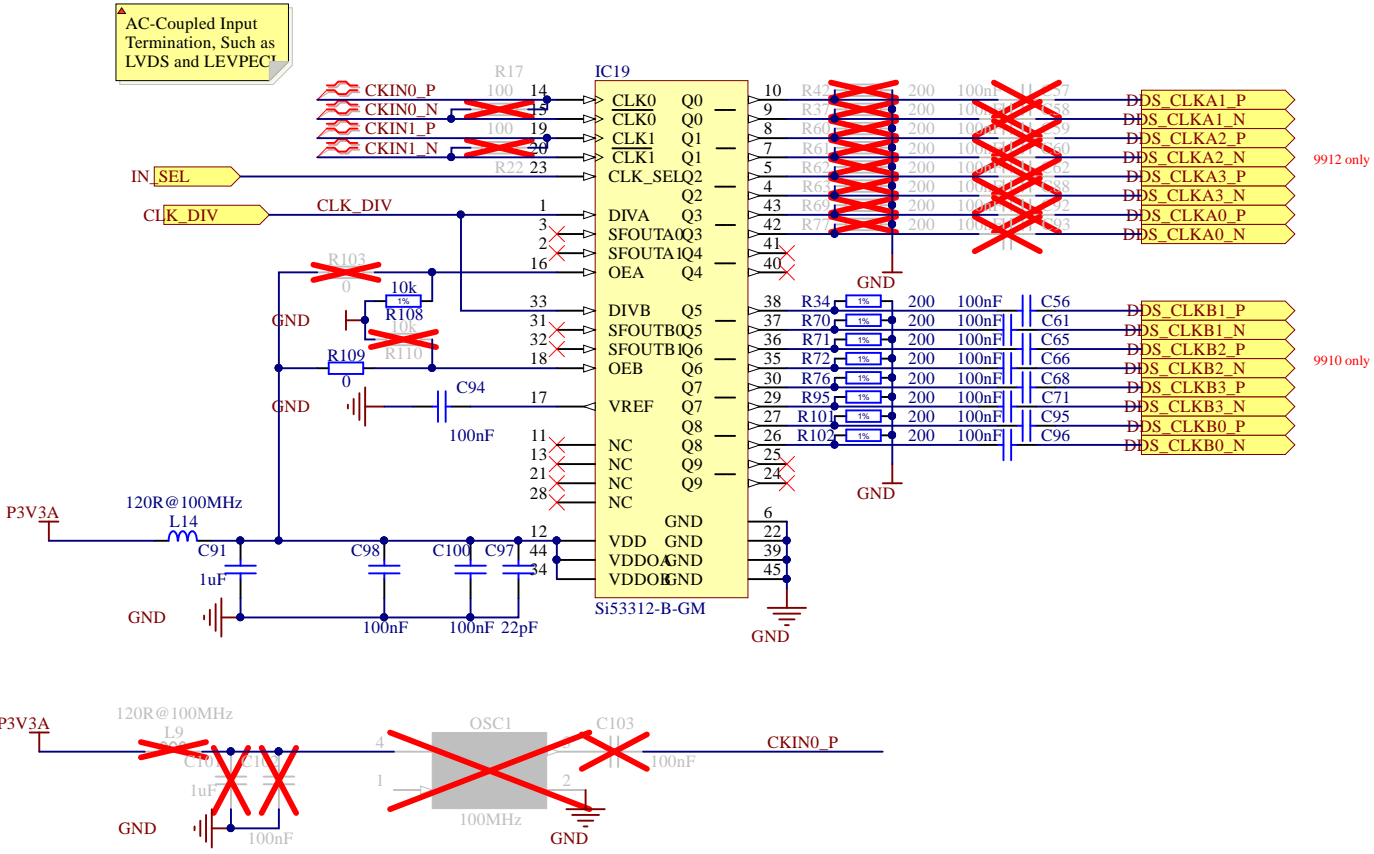 AC-Coupled Input
Termination, Such as
LVDS and LEVPECL
IC19
R17
100
CKIN0_P
CKIN0_N
CKIN1_P
CKIN1_N
100
R22
14
15
19
20
23
CLK0
CLK0
CLK1
CLK1
CLK_SEL
IN_SEL
CLK_DIV
CLK_DIV
1
3
2
16
DIVA
SFOUTA0
SFOUTA1
OEA
R103
0
10k
1%
R108
GND
10k
R110
R109
0
33
31
32
18
DIVB
SFOUTB0
SFOUTB1
OEB
GND
C94
100nF
17
VREF
11
13
21
28
NC
NC
NC
NC
P3V3A
120R@100MHz
L14
C91
1uF
C98
100nF
C100
100nF
C97
22pF
GND
12
44
34
VDD
VDDOA
VDDOB
Si53312-B-GM
Q0
Q0
Q1
Q1
Q2
Q2
Q3
Q3
Q4
Q4
Q5
Q5
Q6
Q6
Q7
Q7
Q8
Q8
Q9
Q9
GND
GND
GND
GND
6
22
39
45
GND
10 R42 200 DDS_CLKA1_P
9 R37 200 DDS_CLKA1_N
8 R60 200 DDS_CLKA2_P
7 R61 200 DDS_CLKA2_N
5 R62 200 DDS_CLKA3_P
4 R63 200 DDS_CLKA3_N
43 R69 200 DDS_CLKA0_P
42 R77 200 DDS_CLKA0_N
41
40
GND
9912 only
38 R34 1% 200 100nF C56 DDS_CLKB1_P
37 R70 1% 200 100nF C61 DDS_CLKB1_N
36 R71 1% 200 100nF C65 DDS_CLKB2_P
35 R72 1% 200 100nF C66 DDS_CLKB2_N
30 R76 1% 200 100nF C68 DDS_CLKB3_P
29 R95 1% 200 100nF C71 DDS_CLKB3_N
27 R101 1% 200 100nF C95 DDS_CLKB0_P
26 R102 1% 200 100nF C96 DDS_CLKB0_N
25
24
GND
9910 only
P3V3A
120R@100MHz
L9
1uF
100nF
GND
4
1
OSC1
100MHz
2
GND
C103
100nF
CKIN0_P